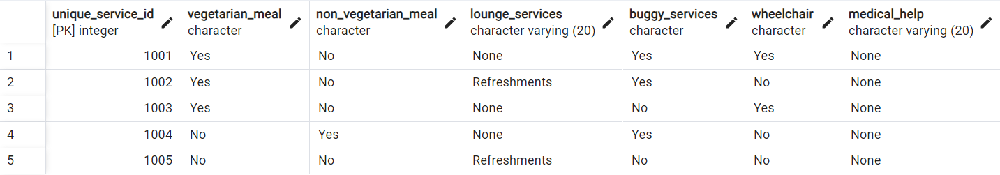 unique_service_id vegetarian_meal non_vegetarian_meal lounge_services buggy_services wheelchair medical_help
[PK] integer character character character varying (20) character character character varying (20)
1 1001 Yes No None Yes Yes None
2 1002 Yes No Refreshments Yes No None
3 1003 Yes No None No Yes None
4 1004 No Yes None Yes No None
5 1005 No No Refreshments No No None